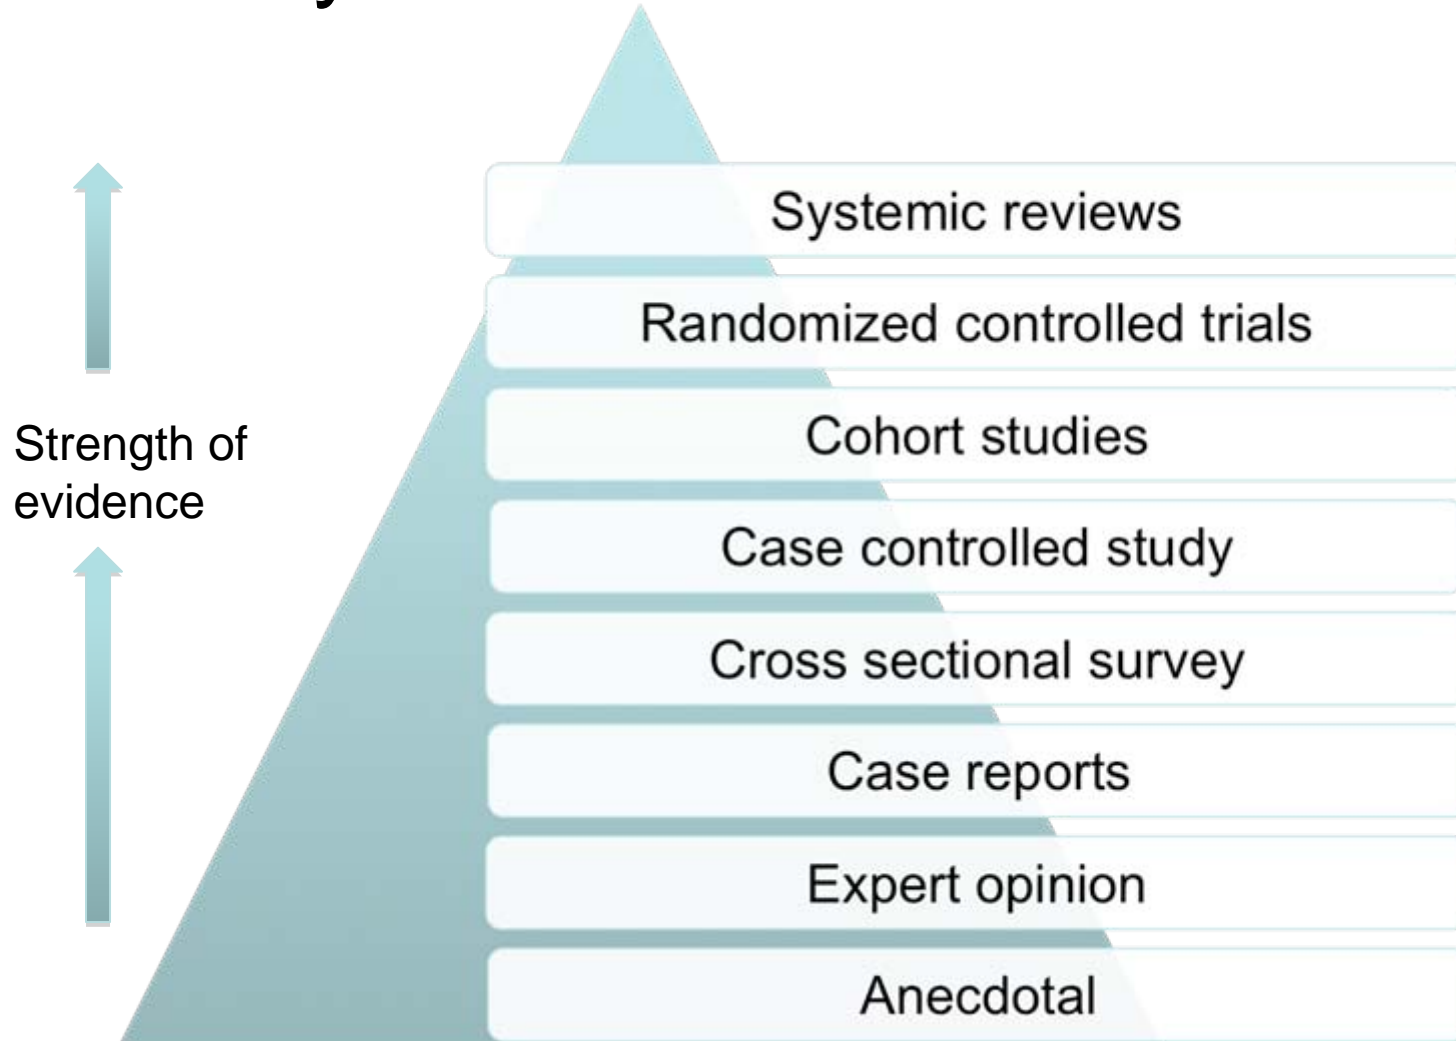 Systemic reviews
Randomized controlled trials
Cohort studies
Strength of
evidence
Case controlled study
Cross sectional survey
Case reports
Expert opinion
Anecdotal